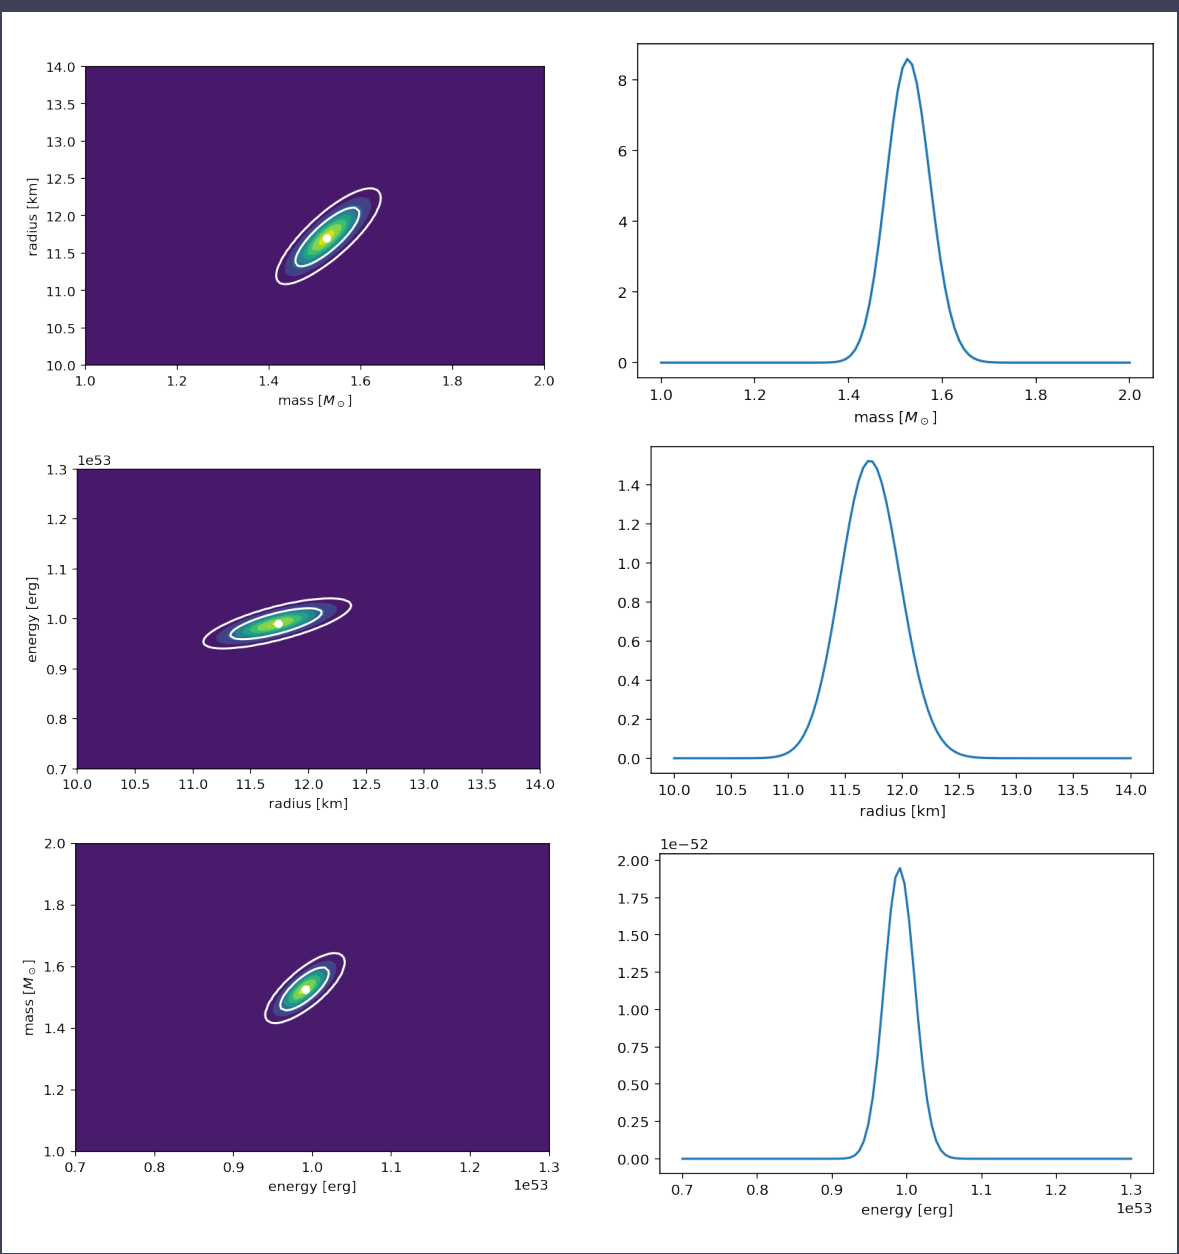 14.0
13.5
13.0
12.5
12.0
11.5
11.0
10.5
10.0
radius [km]
1.0 1.2 1.4 1.6 1.8 2.0
mass [M⊙]
8
6
4
2
0
1.0 1.2 1.4 1.6 1.8 2.0
mass [M⊙]
1e53
1.3
1.2
1.1
1.0
0.9
0.8
0.7
energy [erg]
10.0 10.5 11.0 11.5 12.0 12.5 13.0 13.5 14.0
radius [km]
1.4
1.2
1.0
0.8
0.6
0.4
0.2
0.0
10.0 10.5 11.0 11.5 12.0 12.5 13.0 13.5 14.0
radius [km]
2.0
1.8
1.6
1.4
1.2
1.0
mass [M⊙]
0.7 0.8 0.9 1.0 1.1 1.2 1.3
energy [erg]
1e53
1e−52
2.00
1.75
1.50
1.25
1.00
0.75
0.50
0.25
0.00
0.7 0.8 0.9 1.0 1.1 1.2 1.3
energy [erg]
1e53